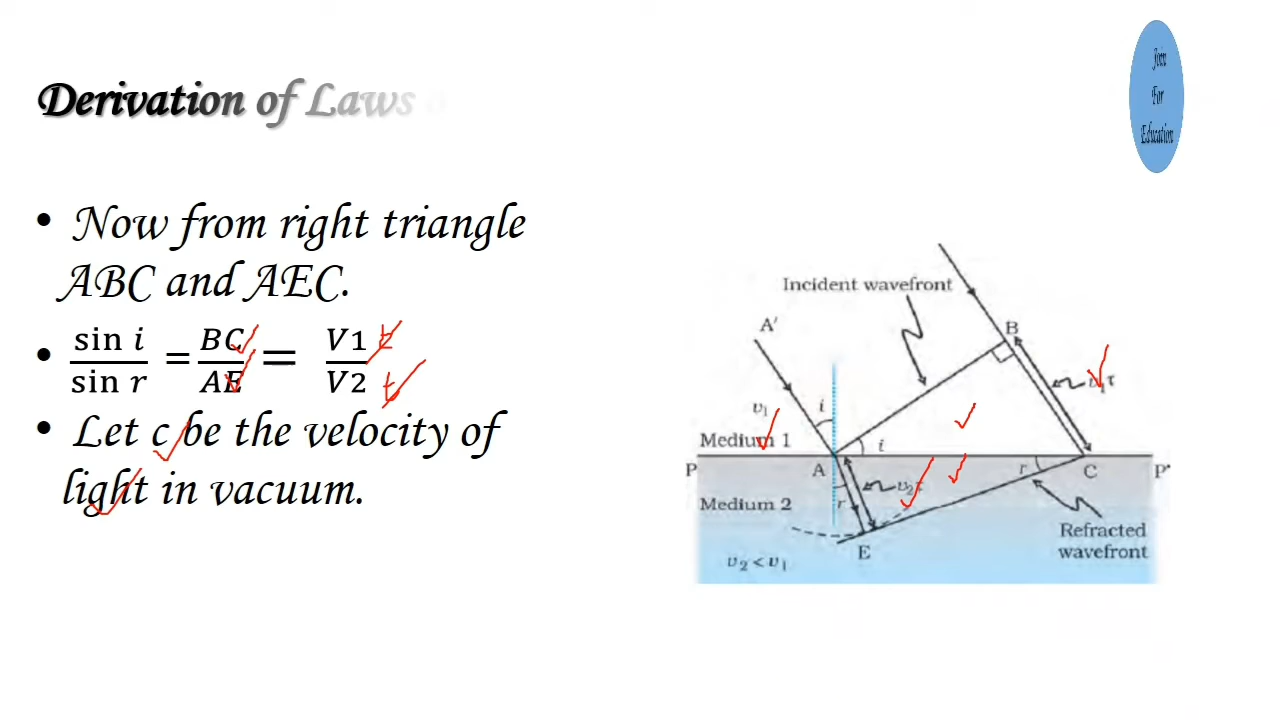 Derivation of Laws o
Join
For
Education
• Now from right triangle
ABC and AEC.
• sin i / sin r = BC / AE = V1 t / V2 t
• Let c be the velocity of
light in vacuum.
Incident wavefront
A'
B
v₁
i
v₁τ
Medium 1
i
P
A
r
C
P'
v₂τ
Medium 2
r
Refracted
wavefront
E
v₂ < v₁